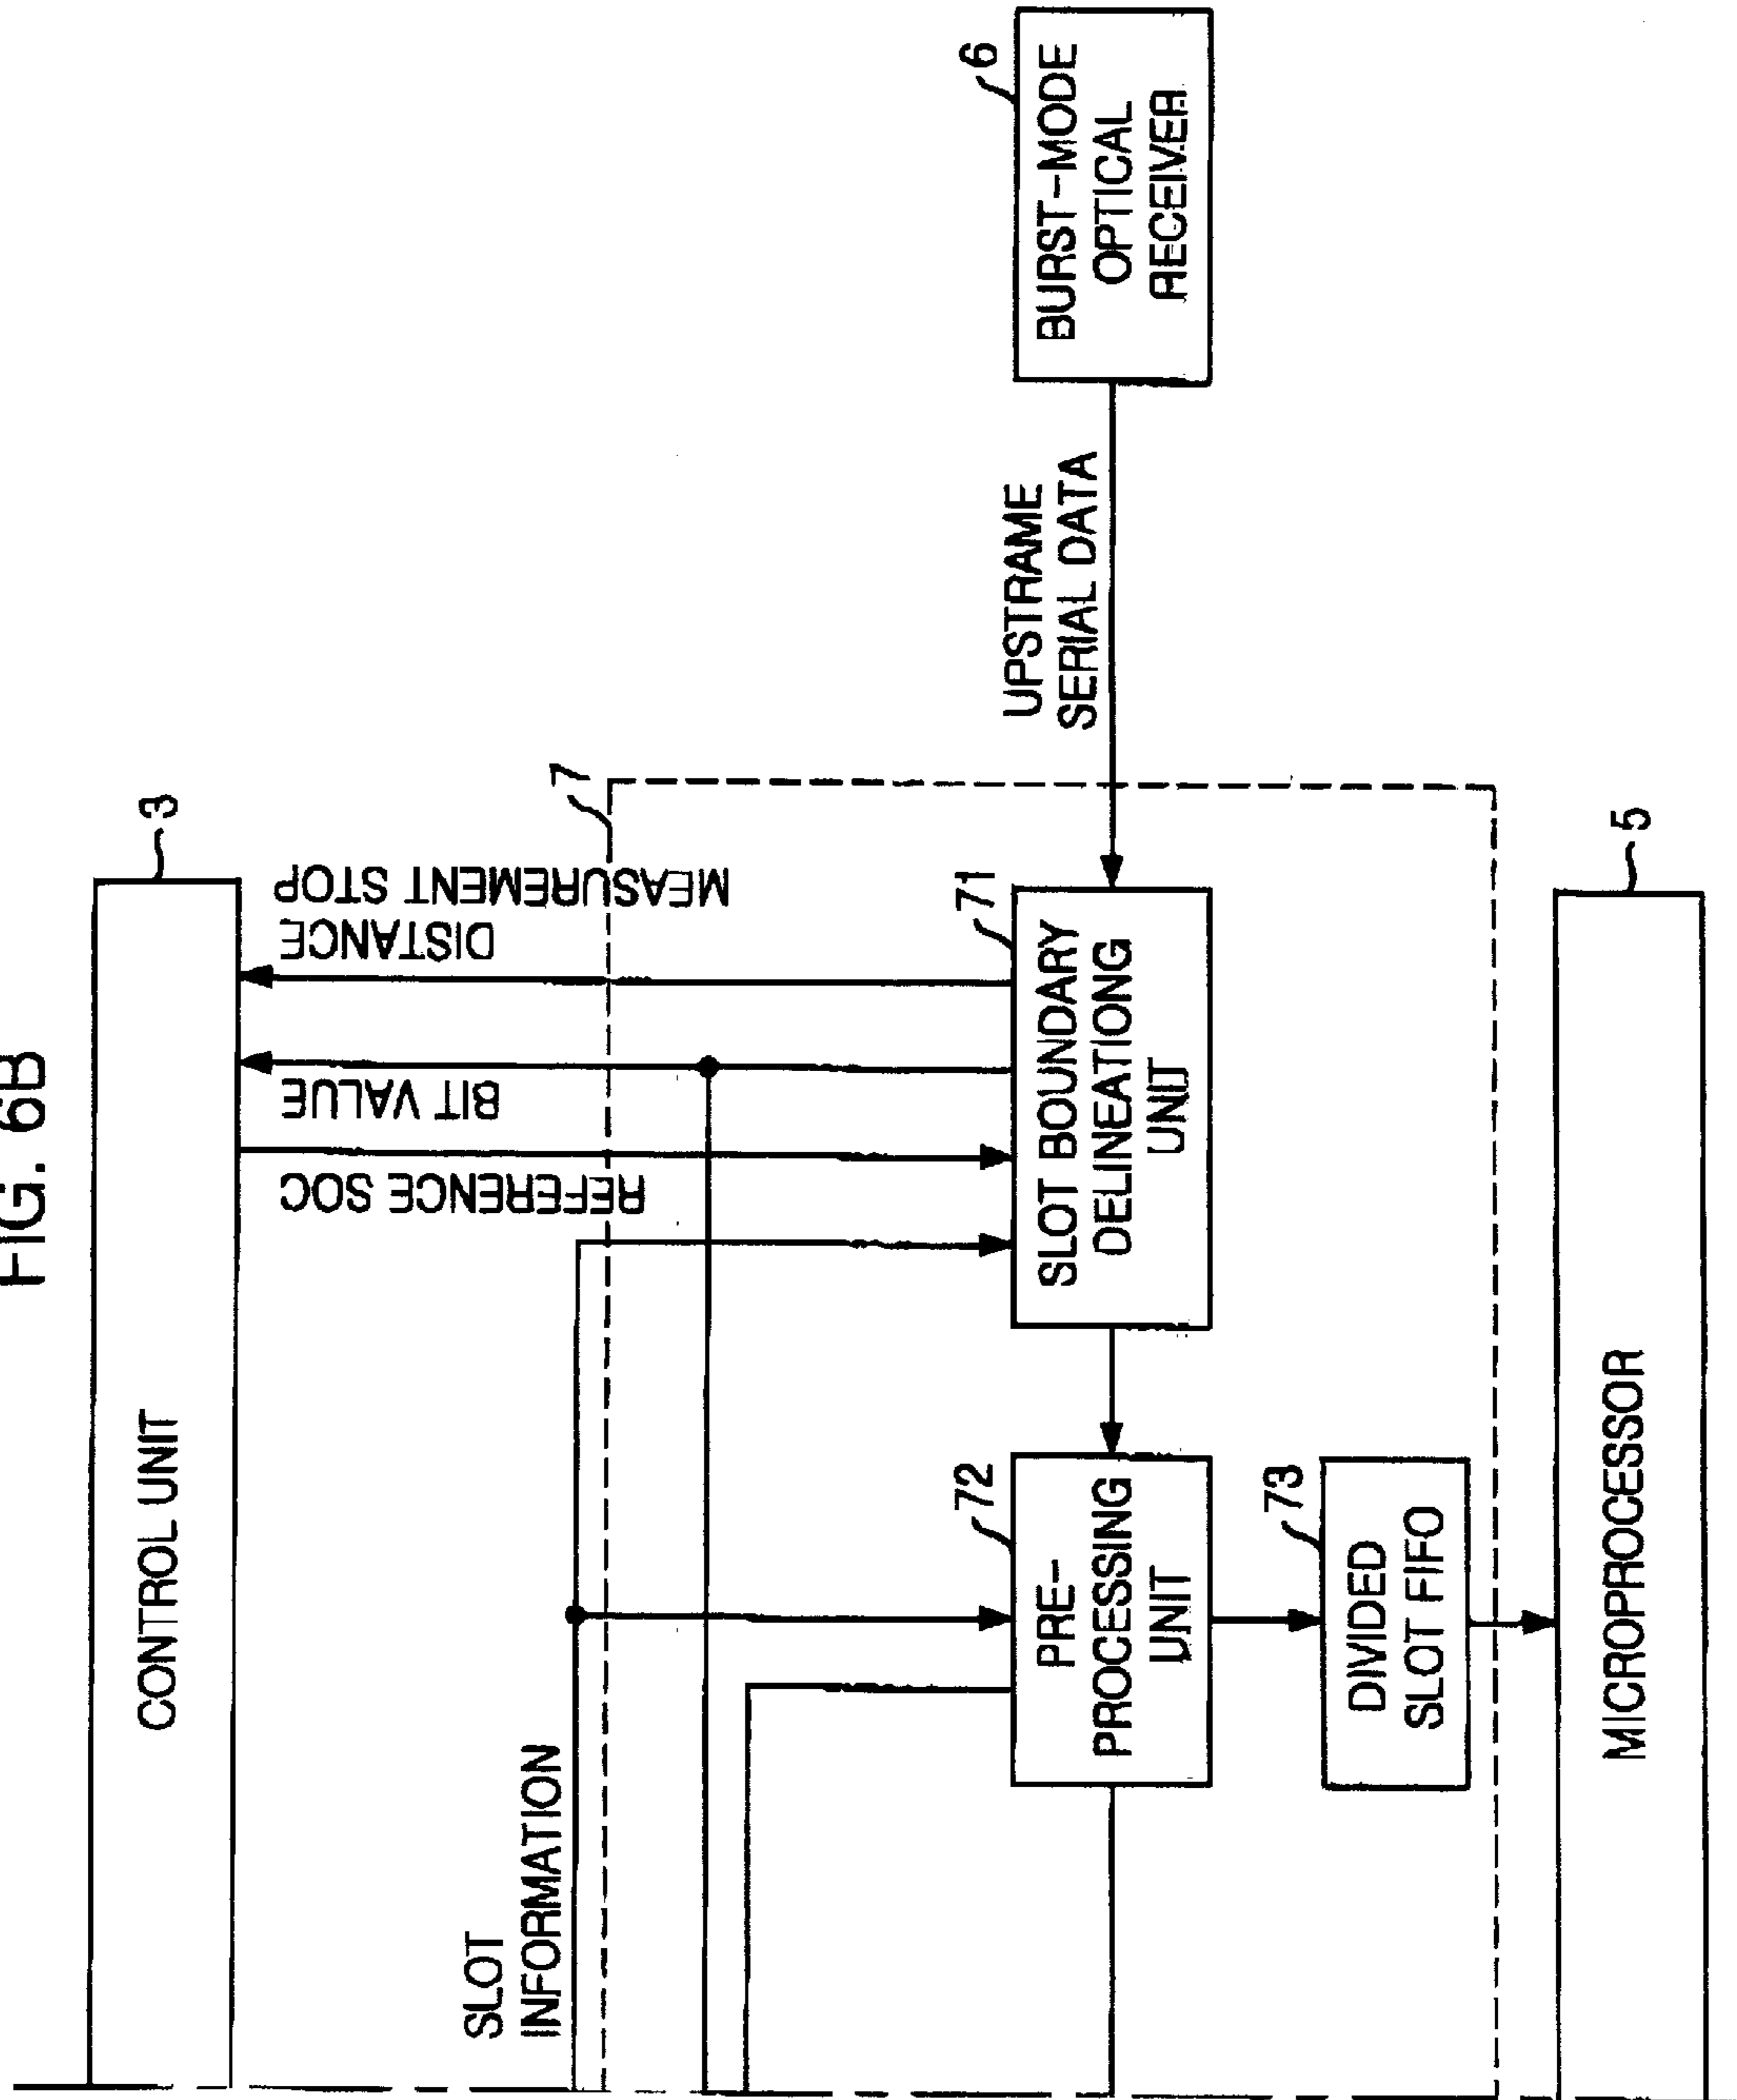 FIG. 6B
CONTROL UNIT
3
SLOT
INFORMATION
REFERENCE SOC
BIT VALUE
DISTANCE
MEASUREMENT STOP
7
72
PRE-
PROCESSING
UNIT
71
SLOT BOUNDARY
DELINEATIONG
UNIT
UPSTRAME
SERIAL DATA
6
BURST-MODE
OPTICAL
RECEIVER
73
DIVIDED
SLOT FIFO
MICROPROCESSOR
5